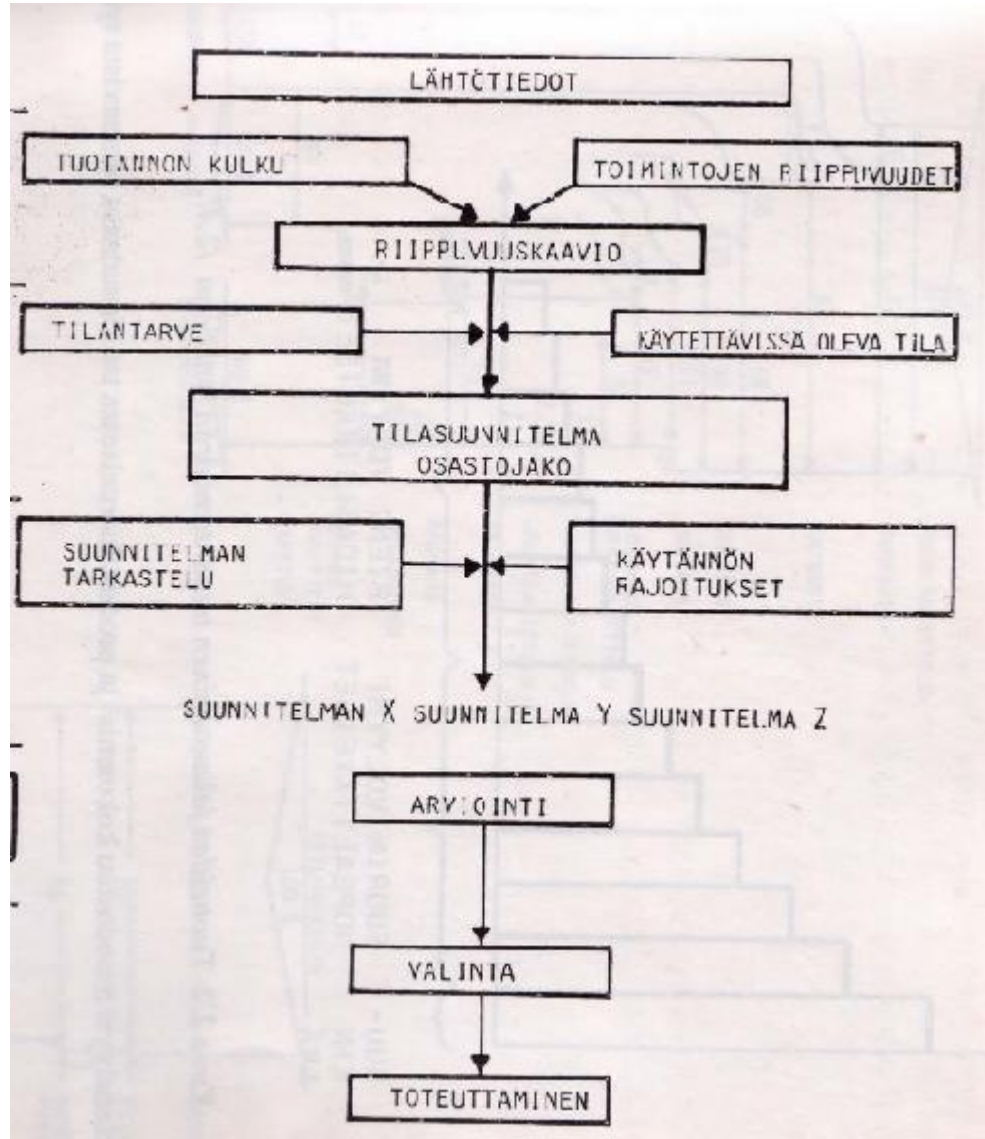 LÄHTÖTIEDOT
TUOTANNON KULKU
TOIMINTOJEN RIIPPUVUUDET
RIIPPUVUUSKAAVIO
TILANTARVE
KÄYTETTÄVISSÄ OLEVA TILA
TILASUUNNITELMA
OSASTOJAKO
SUUNNITELMAN
TARKASTELU
KÄYTÄNNÖN
RAJOITUKSET
SUUNNITELMAN X SUUNNITELMA Y SUUNNITELMA Z
ARVIOINTI
VALINTA
TOTEUTTAMINEN